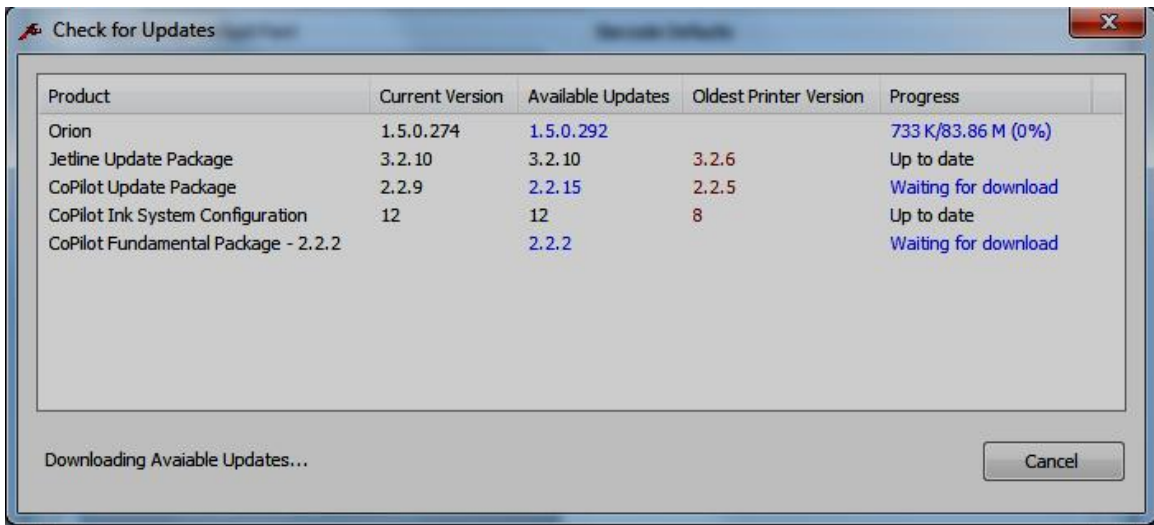 Check for Updates
Product Current Version Available Updates Oldest Printer Version Progress
Orion 1.5.0.274 1.5.0.292 733 K/83.86 M (0%)
Jetline Update Package 3.2.10 3.2.10 3.2.6 Up to date
CoPilot Update Package 2.2.9 2.2.15 2.2.5 Waiting for download
CoPilot Ink System Configuration 12 12 8 Up to date
CoPilot Fundamental Package - 2.2.2 2.2.2 Waiting for download
Downloading Avaiable Updates...
Cancel